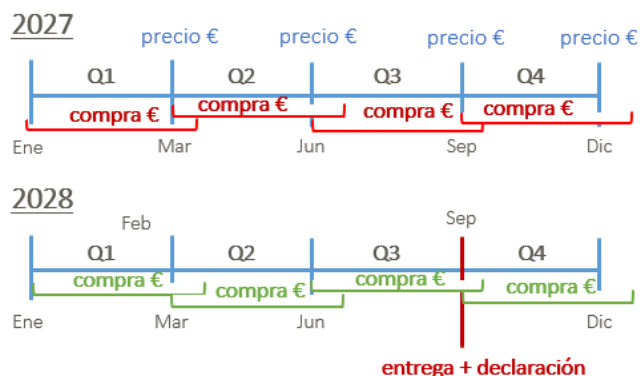 2027
precio € precio € precio € precio €
Q1 Q2 Q3 Q4
compra € compra € compra € compra €
Ene Mar Jun Sep Dic
2028
Feb Sep
Q1 Q2 Q3 Q4
compra € compra € compra € compra €
Ene Mar Jun Dic
entrega + declaración